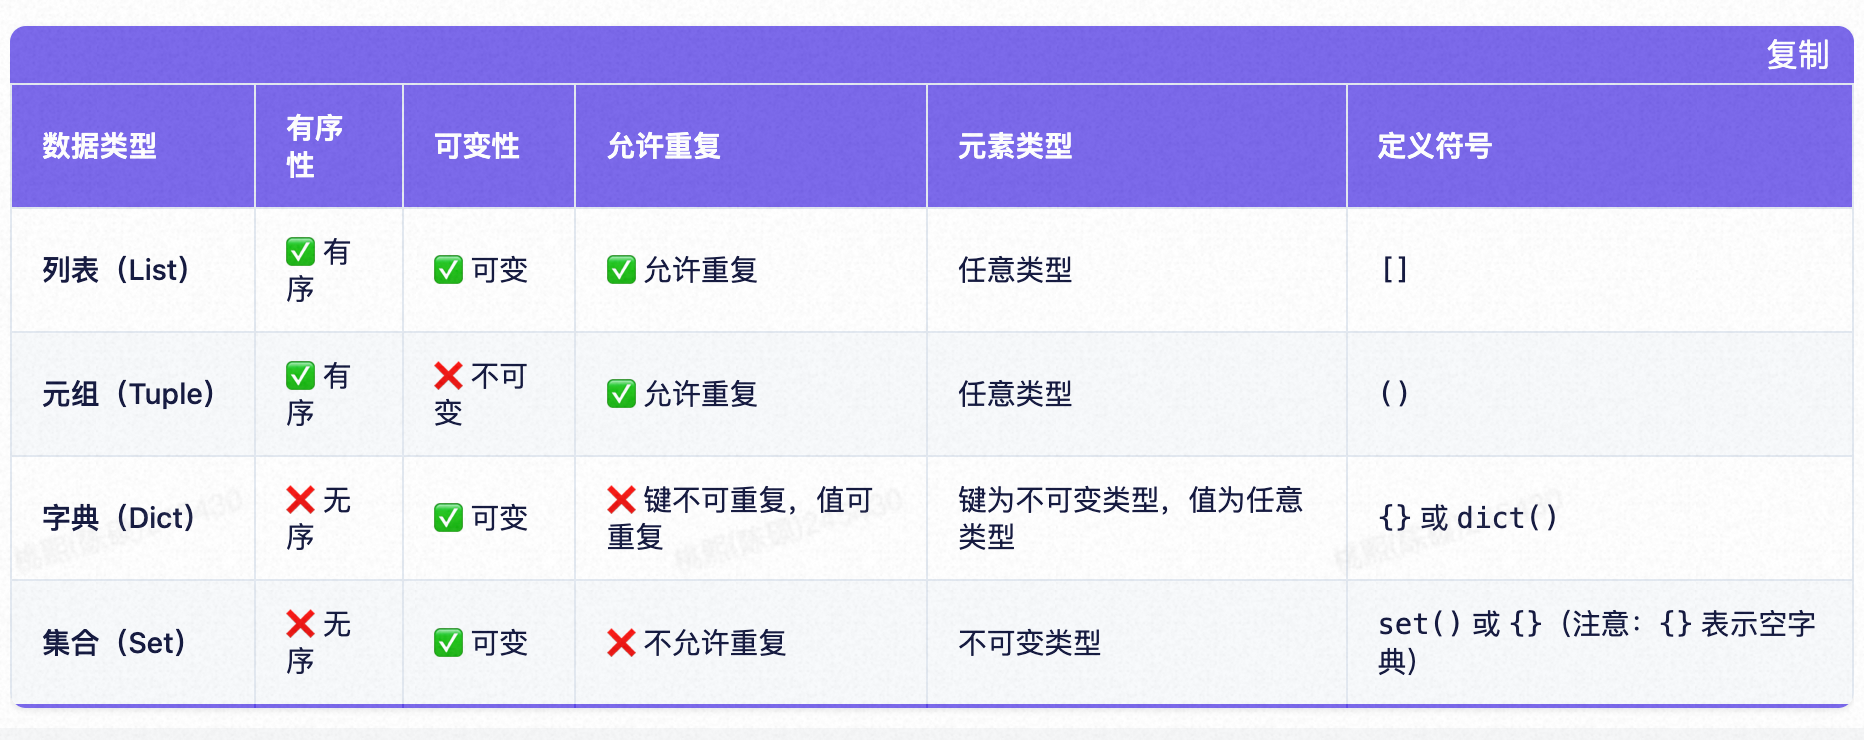 复制
数据类型
有序
性
可变性
允许重复
元素类型
定义符号
列表（List）
✅ 有
序
✅ 可变
✅ 允许重复
任意类型
[]
元组（Tuple）
✅ 有
序
❌ 不可
变
✅ 允许重复
任意类型
()
字典（Dict）
❌ 无
序
✅ 可变
❌ 键不可重复，值可
重复
键为不可变类型，值为任意
类型
{} 或 dict()
集合（Set）
❌ 无
序
✅ 可变
❌ 不允许重复
不可变类型
set() 或 {}（注意：{} 表示空字
典）